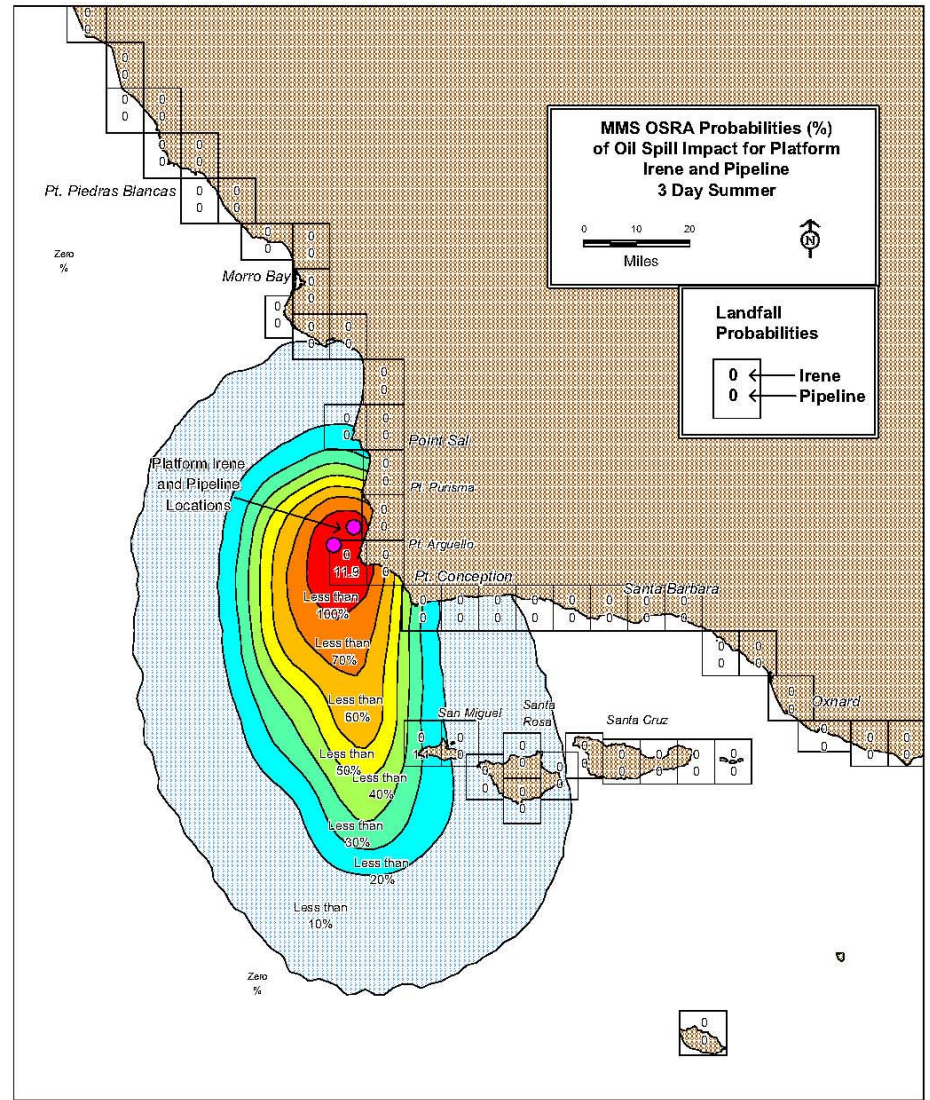 MMS OSRA Probabilities (%)
of Oil Spill Impact for Platform
Irene and Pipeline
3 Day Summer
0 10 20
Miles
N
Landfall
Probabilities
0 Irene
0 Pipeline
Pt. Piedras Blancas
Zero
%
Morro Bay
Point Sal
Platform Irene
and Pipeline
Locations
Pt. Purisma
Pt. Arguello
0
11.9
Pt. Conception
Santa Barbara
Less than
100%
Less than
70%
Less than
60%
Less than
50%
Less than
40%
Less than
30%
Less than
20%
Less than
10%
San Miguel
Santa
Rosa
Santa Cruz
Oxnard
Zero
%
0
0